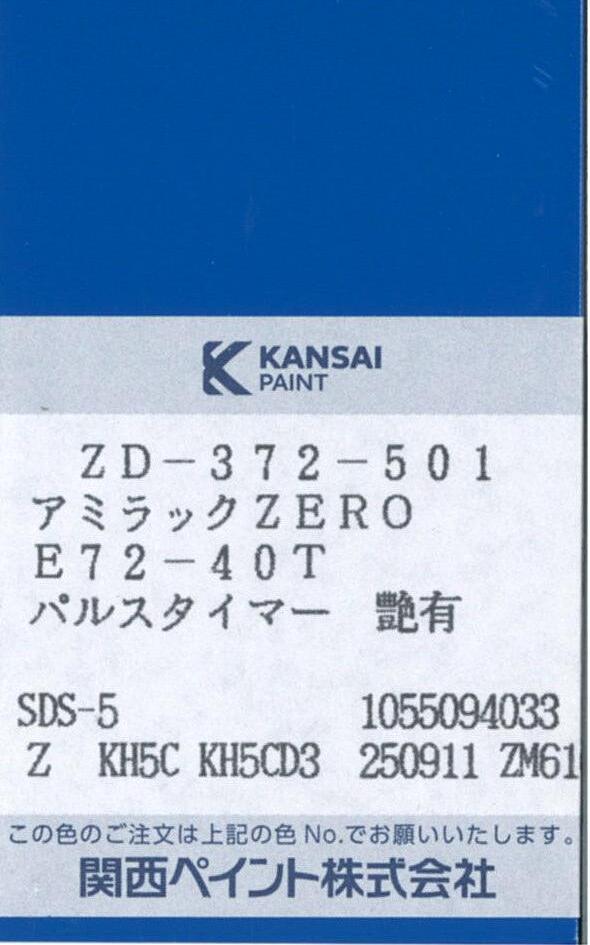 KANSAI
PAINT
ＺＤ－３７２－５０１
アミラックＺＥＲＯ
Ｅ７２－４０Ｔ
パルスタイマー　艶有
SDS-5 1055094033
Z KH5C KH5CD3 250911 ZM61
この色のご注文は上記の色 No.でお願いいたします。
関西ペイント株式会社